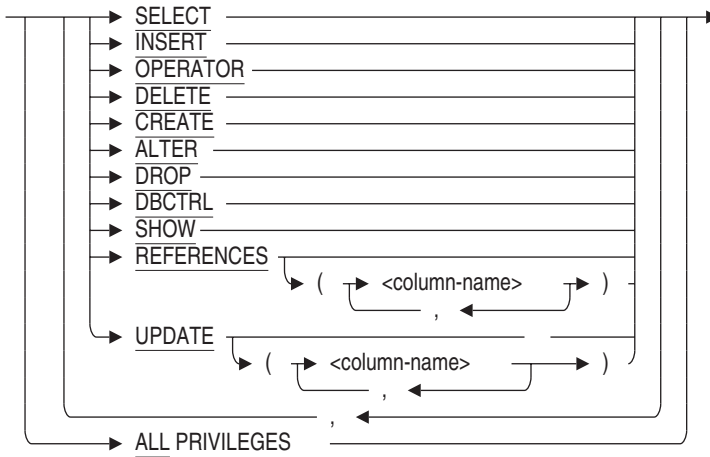 SELECT
INSERT
OPERATOR
DELETE
CREATE
ALTER
DROP
DBCTRL
SHOW
REFERENCES
( <column-name> )
,
UPDATE
( <column-name> )
,
,
ALL PRIVILEGES